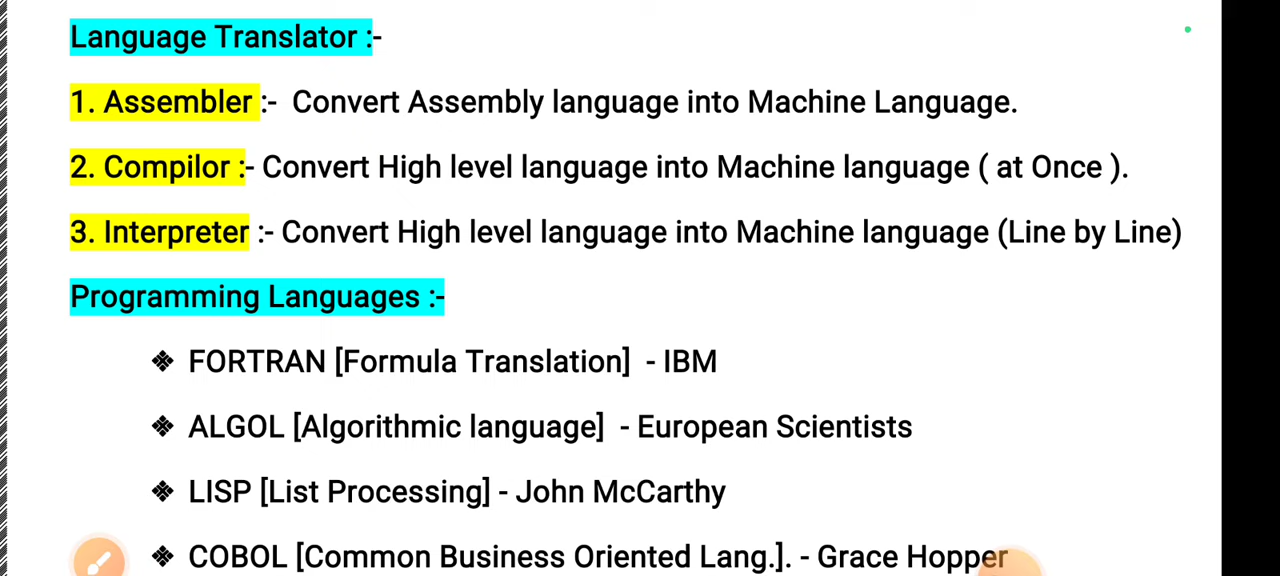 Language Translator :-
1. Assembler :- Convert Assembly language into Machine Language.
2. Compilor :- Convert High level language into Machine language ( at Once ).
3. Interpreter :- Convert High level language into Machine language (Line by Line)
Programming Languages :-
❖ FORTRAN [Formula Translation] - IBM
❖ ALGOL [Algorithmic language] - European Scientists
❖ LISP [List Processing] - John McCarthy
❖ COBOL [Common Business Oriented Lang.]. - Grace Hopper